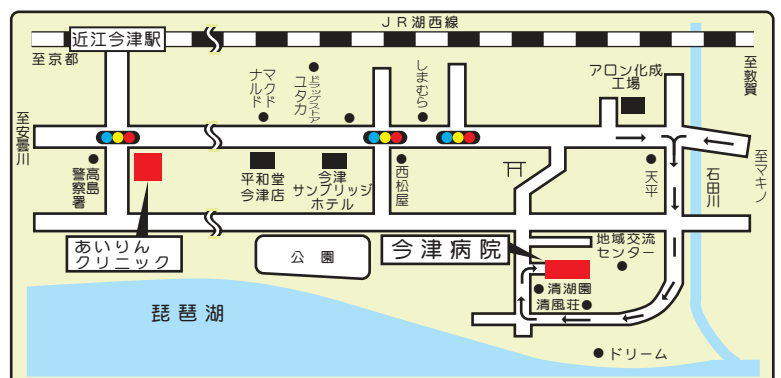 JR湖西線
近江今津駅
至京都
至敦賀
マクド
ナルド
ドラッグストア
ユタカ
しまむら
アロン化成
工場
至安曇川
至マキノ
高島
警察署
平和堂
今津店
今津
サンブリッジ
ホテル
西松屋
天平
石田川
あいりん
クリニック
公園
今津病院
地域交流
センター
清湖園
清風荘
琵琶湖
ドリーム